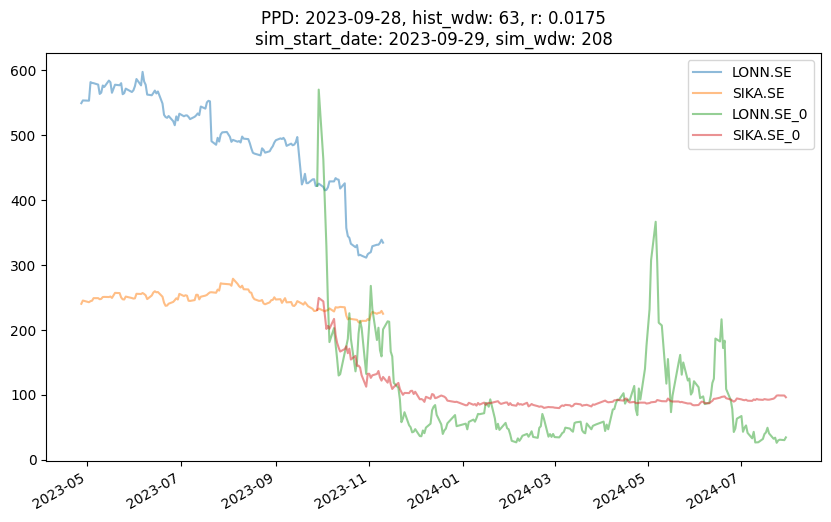 PPD: 2023-09-28, hist_wdw: 63, r: 0.0175
sim_start_date: 2023-09-29, sim_wdw: 208
LONN.SE
SIKA.SE
LONN.SE_0
SIKA.SE_0
600
500
400
300
200
100
0
2023-05
2023-07
2023-09
2023-11
2024-01
2024-03
2024-05
2024-07